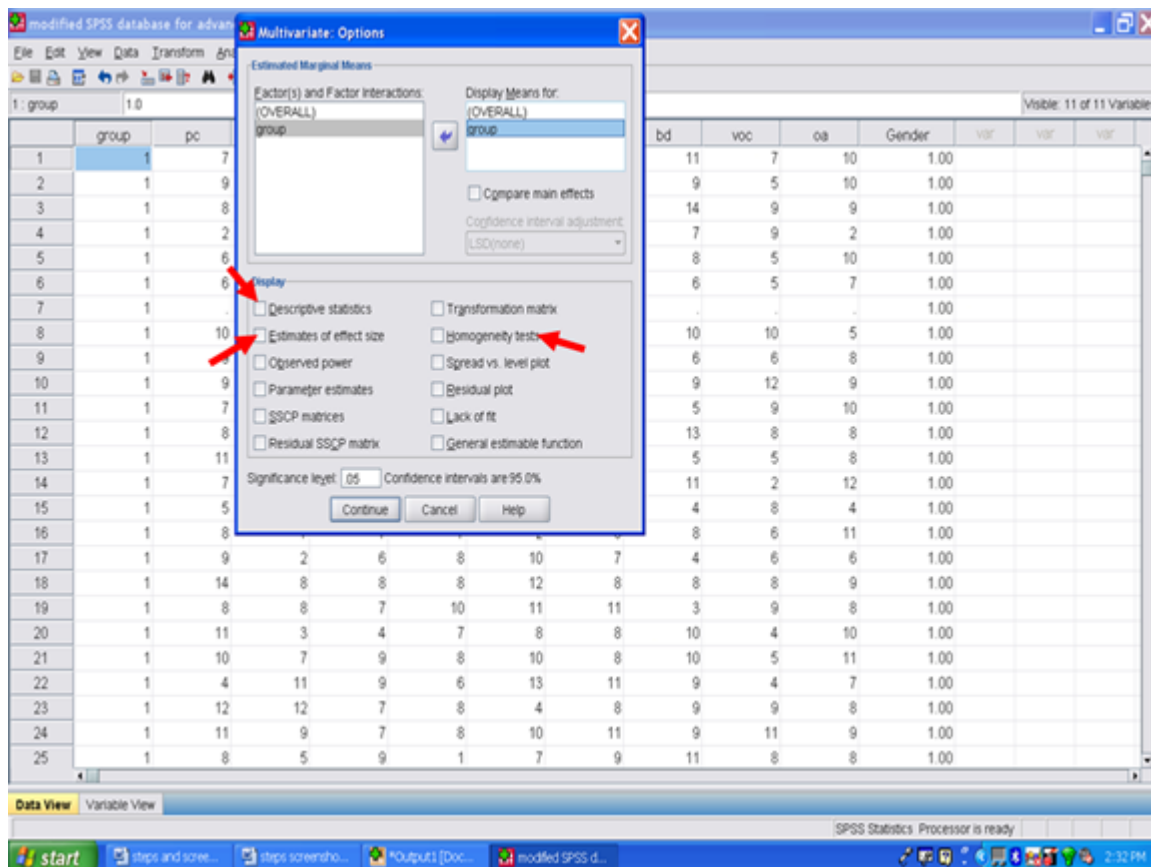 modified SPSS database for advan
Multivariate: Options
File Edit View Data Transform Ana
1 : group 1.0
Visible: 11 of 11 Variable
Estimated Marginal Means
Factor(s) and Factor Interactions:
(OVERALL)
group
Display Means for:
(OVERALL)
group
Compare main effects
Confidence interval adjustment:
LSD(none)
Display
Descriptive statistics Transformation matrix
Estimates of effect size Homogeneity tests
Observed power Spread vs. level plot
Parameter estimates Residual plot
SSCP matrices Lack of fit
Residual SSCP matrix General estimable function
Significance level: .05 Confidence intervals are 95.0%
Continue Cancel Help
group pc bd voc oa Gender var var var
1 1 7 11 7 10 1.00
2 1 9 9 5 10 1.00
3 1 8 14 9 9 1.00
4 1 2 7 9 2 1.00
5 1 6 8 5 10 1.00
6 1 6 6 5 7 1.00
7 1 . . . . 1.00
8 1 10 10 10 5 1.00
9 1 6 6 8 1.00
10 1 9 9 12 9 1.00
11 1 7 5 9 10 1.00
12 1 8 13 8 8 1.00
13 1 11 5 5 8 1.00
14 1 7 11 2 12 1.00
15 1 5 4 8 4 1.00
16 1 8 8 6 11 1.00
17 1 9 2 6 8 10 7 4 6 6 1.00
18 1 14 8 8 8 12 8 8 8 9 1.00
19 1 8 8 7 10 11 11 3 9 8 1.00
20 1 11 3 4 7 8 8 10 4 10 1.00
21 1 10 7 9 8 10 8 10 5 11 1.00
22 1 4 11 9 6 13 11 9 4 7 1.00
23 1 12 12 7 8 4 8 9 9 8 1.00
24 1 11 9 7 8 10 11 9 11 9 1.00
25 1 8 5 9 1 7 9 11 8 8 1.00
Data View Variable View
SPSS Statistics Processor is ready
start steps and scree... steps screensho... *Output1 [Doc... modified SPSS d... 2:32 PM